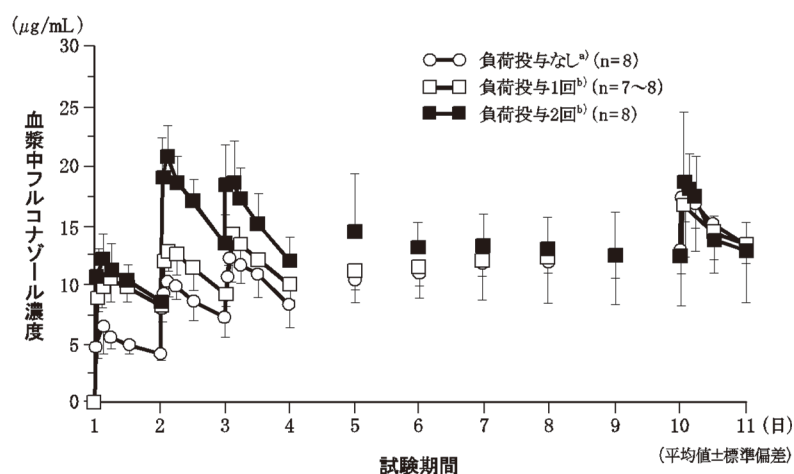 (μg/mL)
30
25
20
15
10
5
0
血漿中フルコナゾール濃度
負荷投与なしa) (n=8)
負荷投与1回b) (n=7～8)
負荷投与2回b) (n=8)
1 2 3 4 5 6 7 8 9 10 11 (日)
試験期間
(平均値±標準偏差)